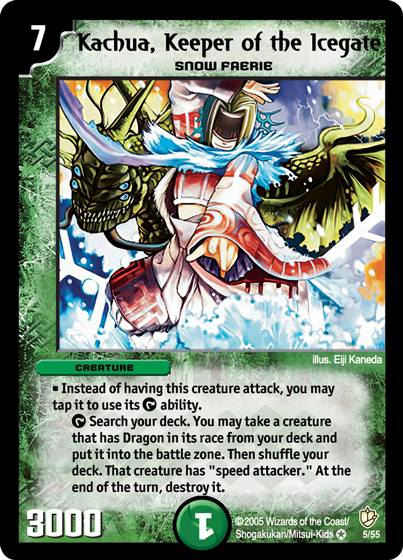 7
Kachua, Keeper of the Icegate
SNOW FAERIE
illus. Eiji Kaneda
CREATURE
▪ Instead of having this creature attack, you may
tap it to use its ability.
Search your deck. You may take a creature
that has Dragon in its race from your deck and
put it into the battle zone. Then shuffle your
deck. That creature has "speed attacker." At the
end of the turn, destroy it.
3000
1
©2005 Wizards of the Coast/
Shogakukan/Mitsui-Kids ✪ 5/55